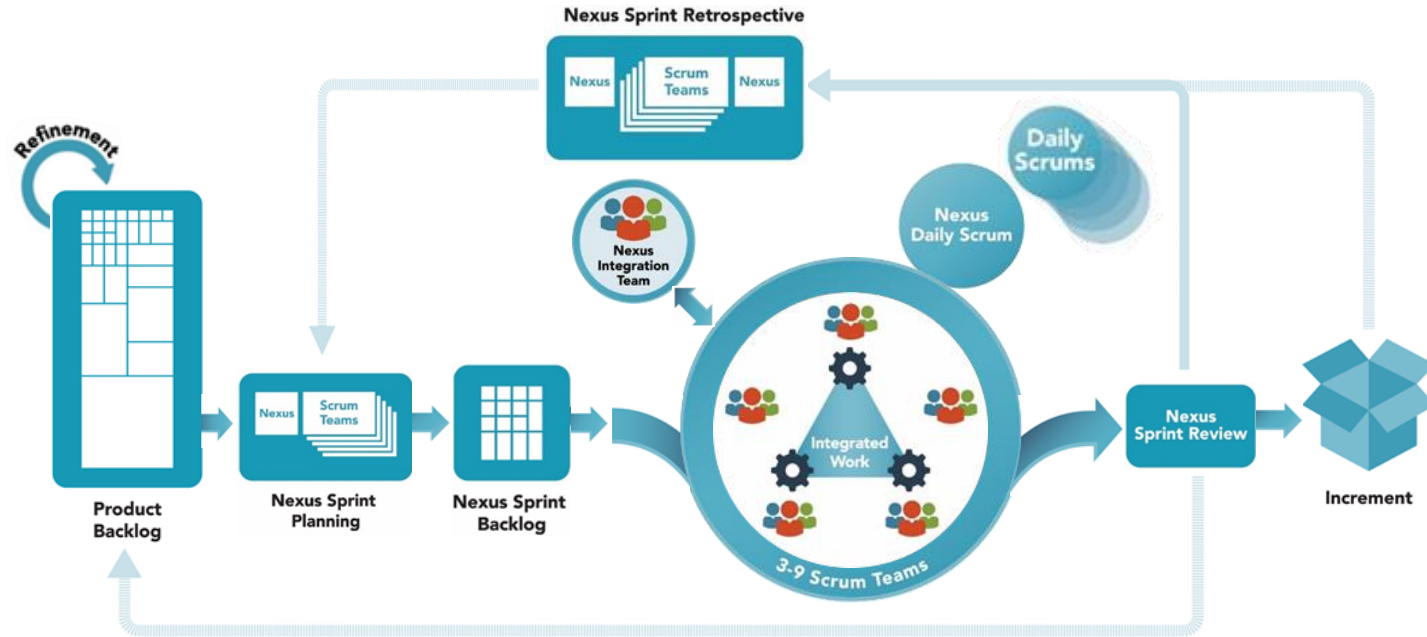 Nexus Sprint Retrospective
Nexus
Scrum
Teams
Nexus
Refinement
Daily
Scrums
Nexus
Daily Scrum
Nexus
Integration
Team
Nexus
Scrum
Teams
Integrated
Work
Nexus
Sprint Review
3-9 Scrum Teams
Product
Backlog
Nexus Sprint
Planning
Nexus Sprint
Backlog
Increment